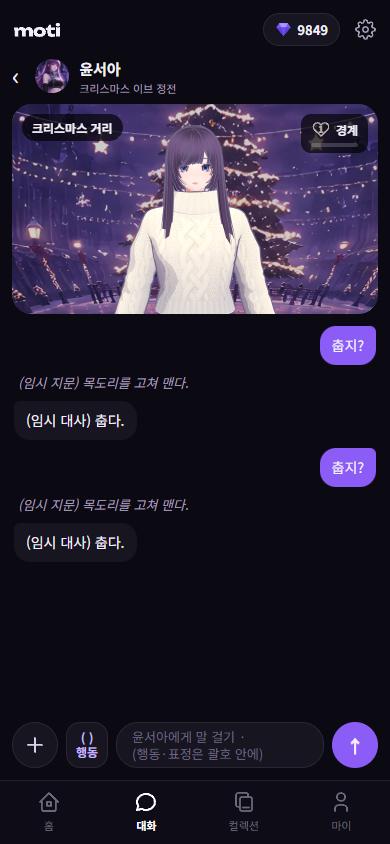 moti
9849
윤서아
크리스마스 이브 정전
크리스마스 거리
1 경계
춥지?
(임시 지문) 목도리를 고쳐 맨다.
(임시 대사) 춥다.
춥지?
(임시 지문) 목도리를 고쳐 맨다.
(임시 대사) 춥다.
( )
행동
윤서아에게 말 걸기 ·
(행동·표정은 괄호 안에)
홈
대화
컬렉션
마이